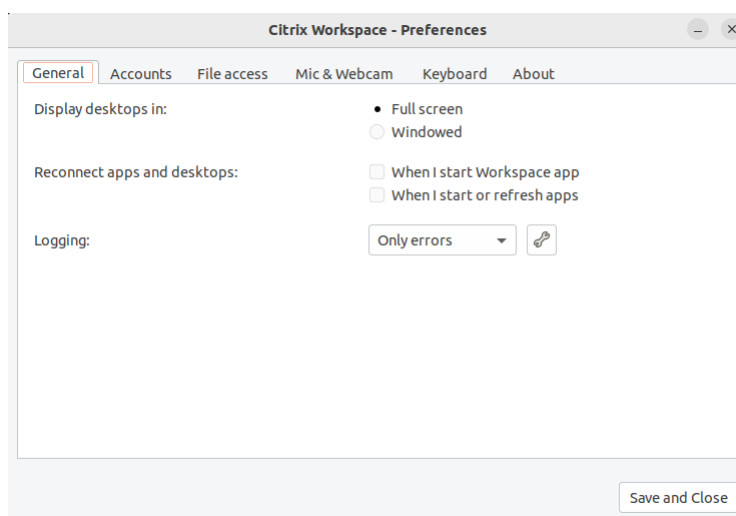 Citrix Workspace - Preferences
General Accounts File access Mic & Webcam Keyboard About
Display desktops in: Full screen
Windowed
Reconnect apps and desktops: When I start Workspace app
When I start or refresh apps
Logging: Only errors
Save and Close